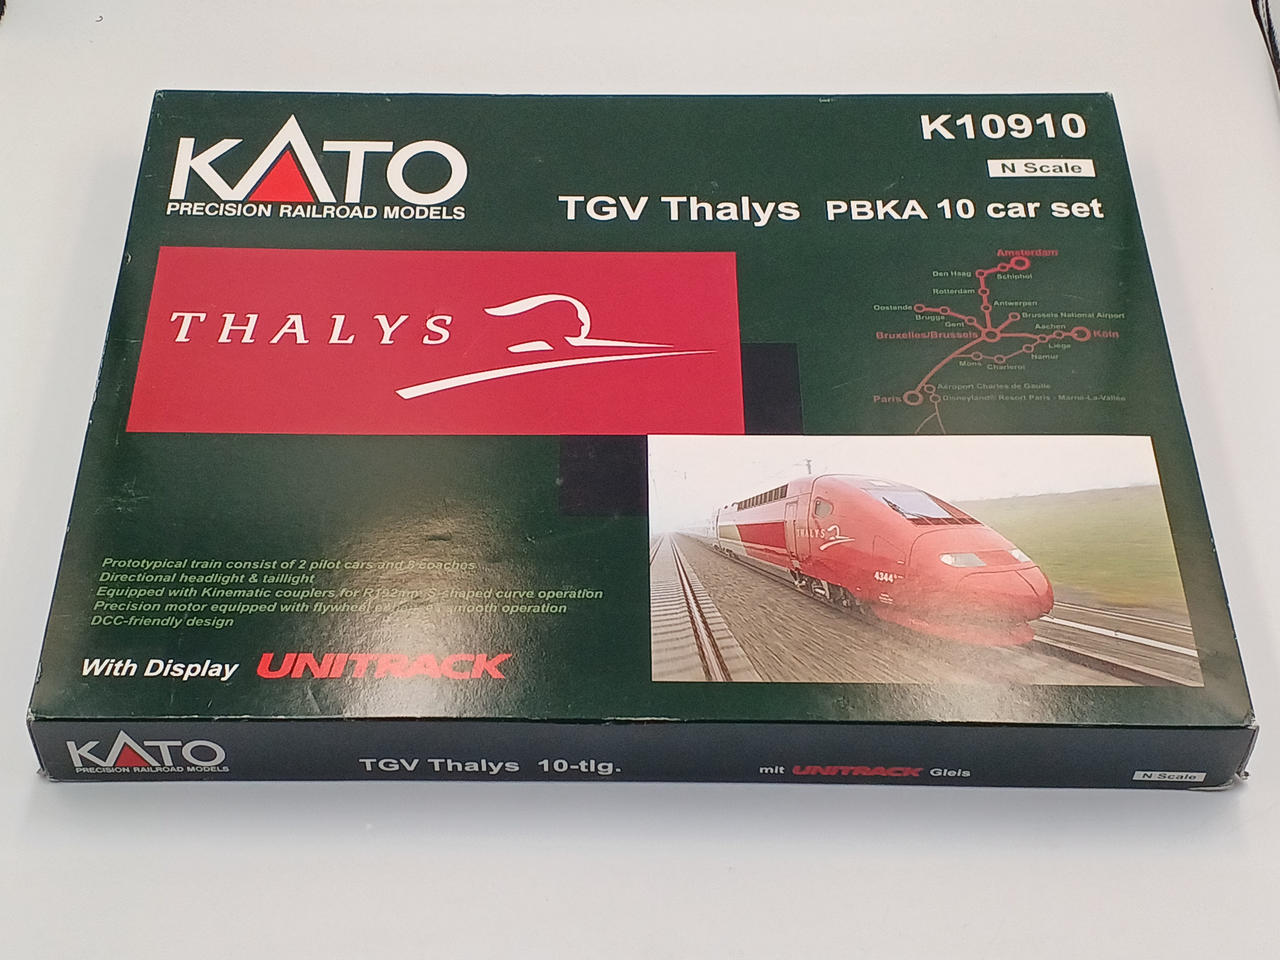 KATO
PRECISION RAILROAD MODELS
K10910
N Scale
TGV Thalys PBKA 10 car set
THALYS
Amsterdam
Den Haag
Schiphol
Rotterdam
Oostende
Antwerpen
Brugge
Brussels National Airport
Gent
Aachen
Bruxelles/Brussels
Köln
Liège
Namur
Mons
Charleroi
Aéroport Charles de Gaulle
Paris
Disneyland® Resort Paris - Marne-La-Vallée
THALYS
4344
Prototypical train consist of 2 pilot cars and 8 coaches
Directional headlight & taillight
Equipped with Kinematic couplers for R192mm S shaped curve operation
Precision motor equipped with flywheel smooth operation
DCC-friendly design
With Display UNITRACK
KATO
PRECISION RAILROAD MODELS
TGV Thalys 10-tlg.
mit UNITRACK Gleis
N Scale